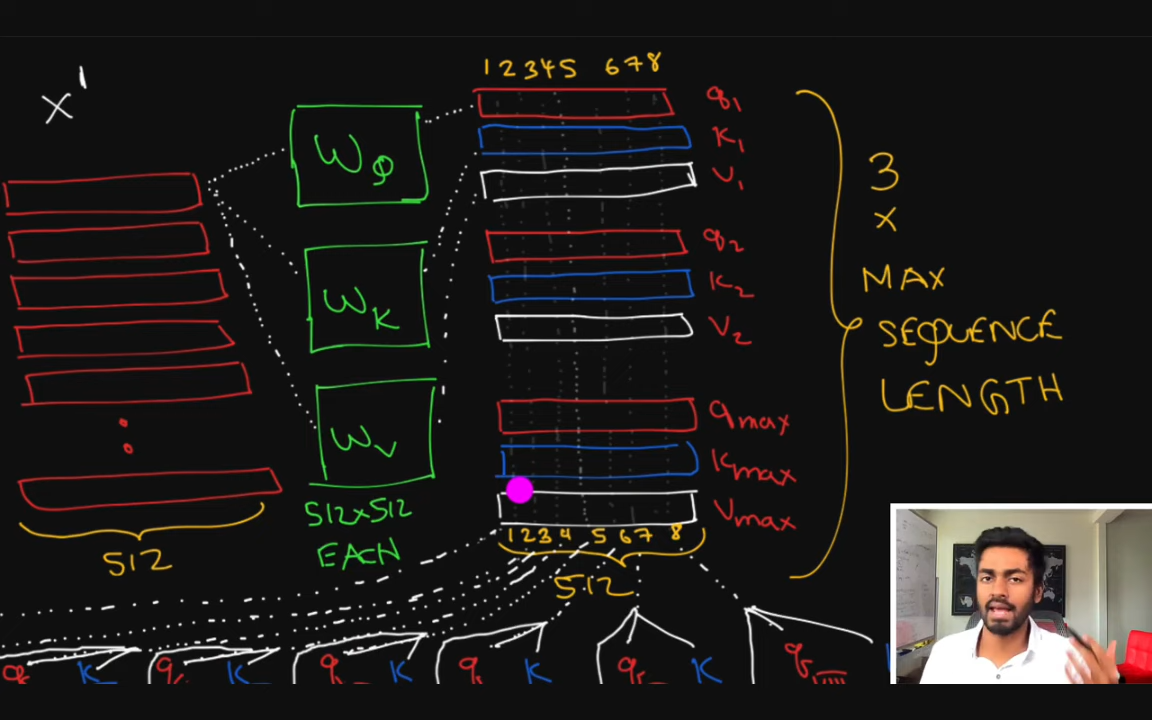 x'
1 2 3 4 5 6 7 8
WQ
q1
K1
V1
3
X
MAX
SEQUENCE
LENGTH
WK
q2
K2
V2
WV
qmax
Kmax
Vmax
512x512
EACH
1 2 3 4 5 6 7 8
512
512
K
K
K
K
K